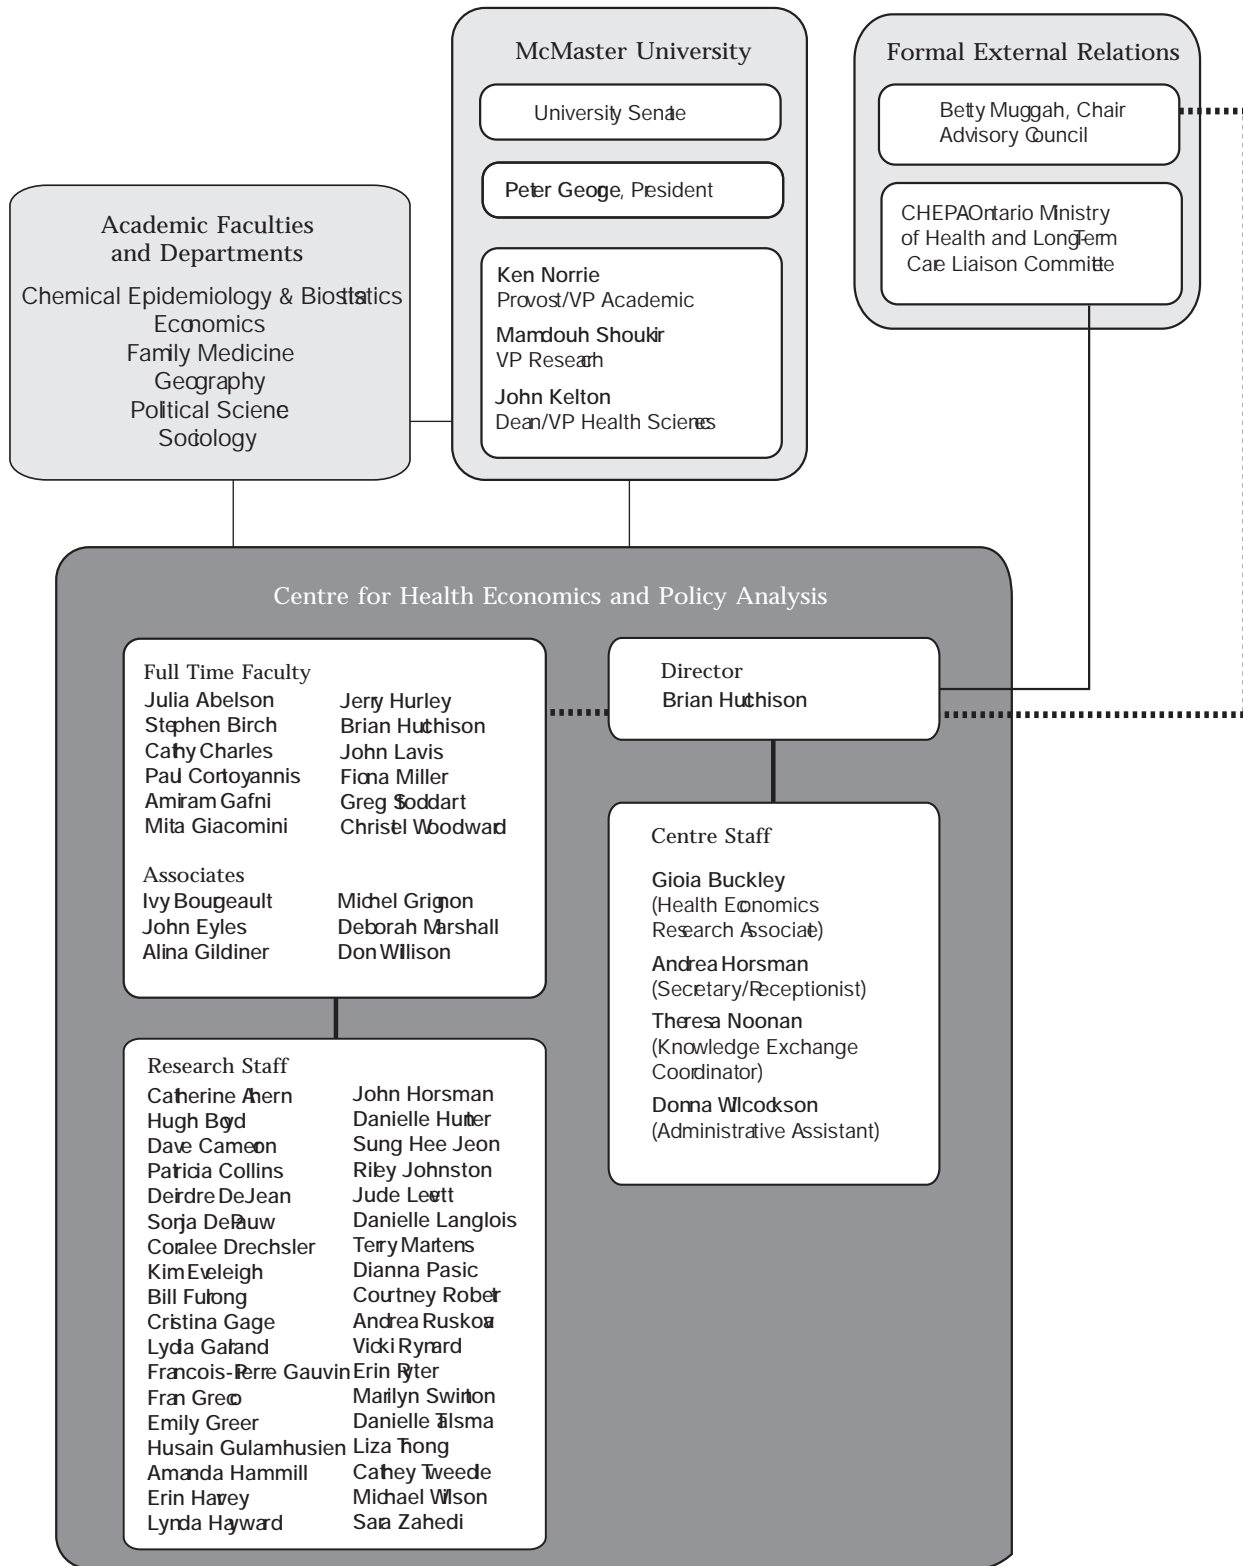 McMaster University
University Senate
Peter George, President
Ken Norrie
Provost/VP Academic
Mamdouh Shoukir
VP Research
John Kelton
Dean/VP Health Sciences
Formal External Relations
Betty Muggah, Chair
Advisory Council
CHEPAOntario Ministry
of Health and Long-Term
Care Liaison Committee
Academic Faculties
and Departments
Chemical Epidemiology & Biostatistics
Economics
Family Medicine
Geography
Political Science
Sociology
Centre for Health Economics and Policy Analysis
Full Time Faculty
Julia Abelson
Stephen Birch
Cathy Charles
Paul Contoyannis
Amiram Gafni
Mita Giacomini
Jerry Hurley
Brian Hutchison
John Lavis
Fiona Miller
Greg Stoddart
Christel Woodward
Associates
Ivy Bourgeault
John Eyles
Alina Gildiner
Michel Grignon
Deborah Marshall
Don Willison
Director
Brian Hutchison
Centre Staff
Gioia Buckley
(Health Economics
Research Associate)
Andrea Horsman
(Secretary/Receptionist)
Theresa Noonan
(Knowledge Exchange
Coordinator)
Donna Wilcockson
(Administrative Assistant)
Research Staff
Catherine Ahern
Hugh Boyd
Dave Cameron
Patricia Collins
Deirdre DeJean
Sonja DePauw
Coralee Drechsler
Kim Eveleigh
Bill Furlong
Cristina Gage
Lydia Garland
Francois-Pierre Gauvin
Fran Greco
Emily Greer
Husain Gulamhusien
Amanda Hammill
Erin Harvey
Lynda Hayward
John Horsman
Danielle Hunter
Sung Hee Jeon
Riley Johnston
Jude Levett
Danielle Langlois
Terry Martens
Dianna Pasic
Courtney Robert
Andrea Ruskova
Vicki Rynard
Erin Ryter
Marilyn Swinton
Danielle Talsma
Liza Thong
Cathey Tweedle
Michael Wilson
Sara Zahedi